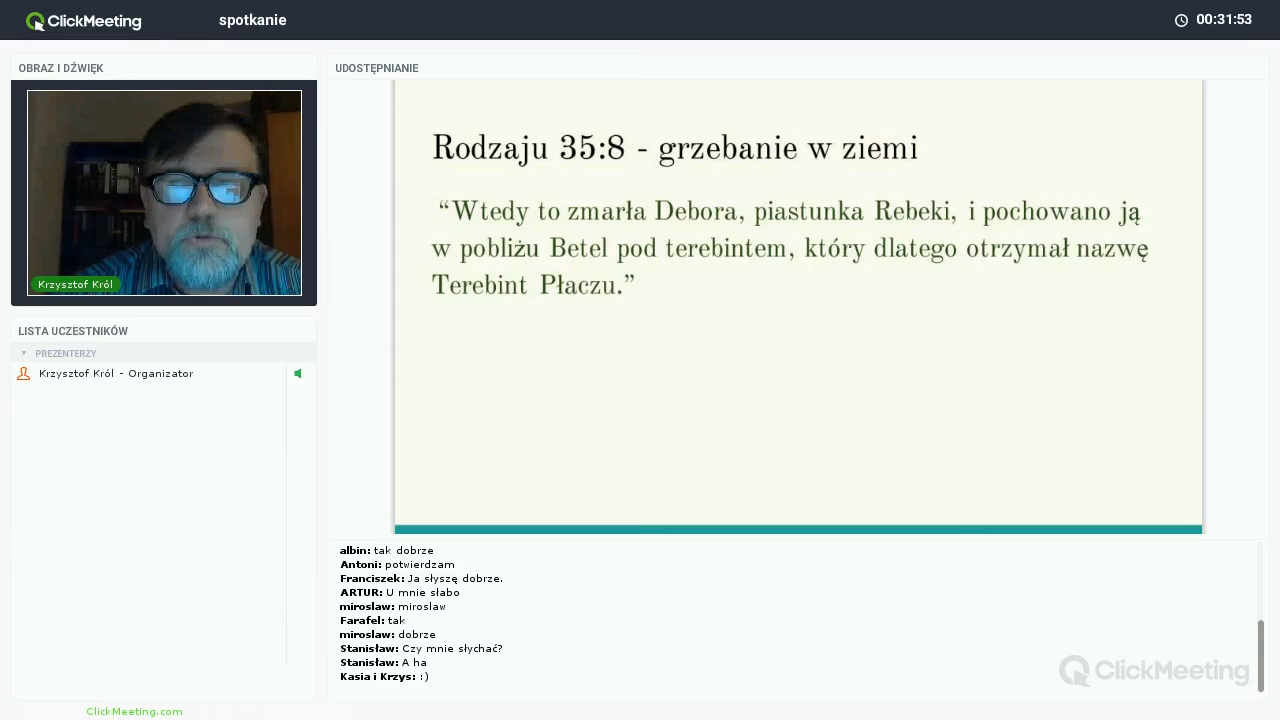 ClickMeeting
spotkanie
00:31:53
OBRAZ I DŹWIĘK
Krzysztof Król
LISTA UCZESTNIKÓW
PREZENTERZY
Krzysztof Król - Organizator
UDOSTĘPNIANIE
Rodzaju 35:8 - grzebanie w ziemi
“Wtedy to zmarła Debora, piastunka Rebeki, i pochowano ją
w pobliżu Betel pod terebintem, który dlatego otrzymał nazwę
Terebint Płaczu.”
albin: tak dobrze
Antoni: potwierdzam
Franciszek: Ja słyszę dobrze.
ARTUR: U mnie słabo
miroslaw: miroslaw
Farafel: tak
miroslaw: dobrze
Stanisław: Czy mnie słychać?
Stanisław: A ha
Kasia i Krzys: :)
ClickMeeting
ClickMeeting.com